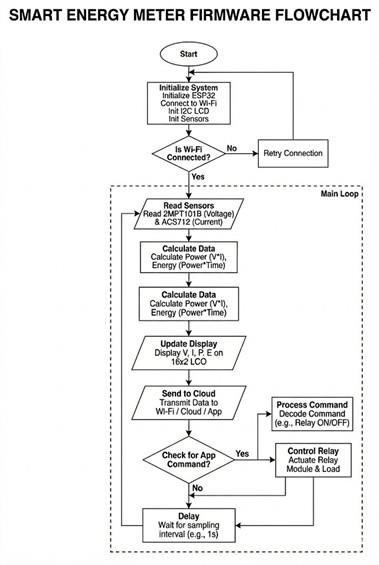 SMART ENERGY METER FIRMWARE FLOWCHART
Start
Initialize System
Initialize ESP32
Connect to Wi-Fi
Init I2C LCD
Init Sensors
Is Wi-Fi
Connected?
No
Retry Connection
Yes
Main Loop
Read Sensors
Read 2MPT101B (Voltage)
& ACS712 (Current)
Calculate Data
Calculate Power (V*I),
Energy (Power*Time)
Calculate Data
Calculate Power (V*I),
Energy (Power*Time)
Update Display
Display V, I, P, E on
16x2 LCO
Send to Cloud
Transmit Data to
Wi-Fi / Cloud / App
Process Command
Decode Command
(e.g., Relay ON/OFF)
Check for App
Command?
Yes
Control Relay
Actuate Relay
Module & Load
No
Delay
Wait for sampling
interval (e.g., 1s)